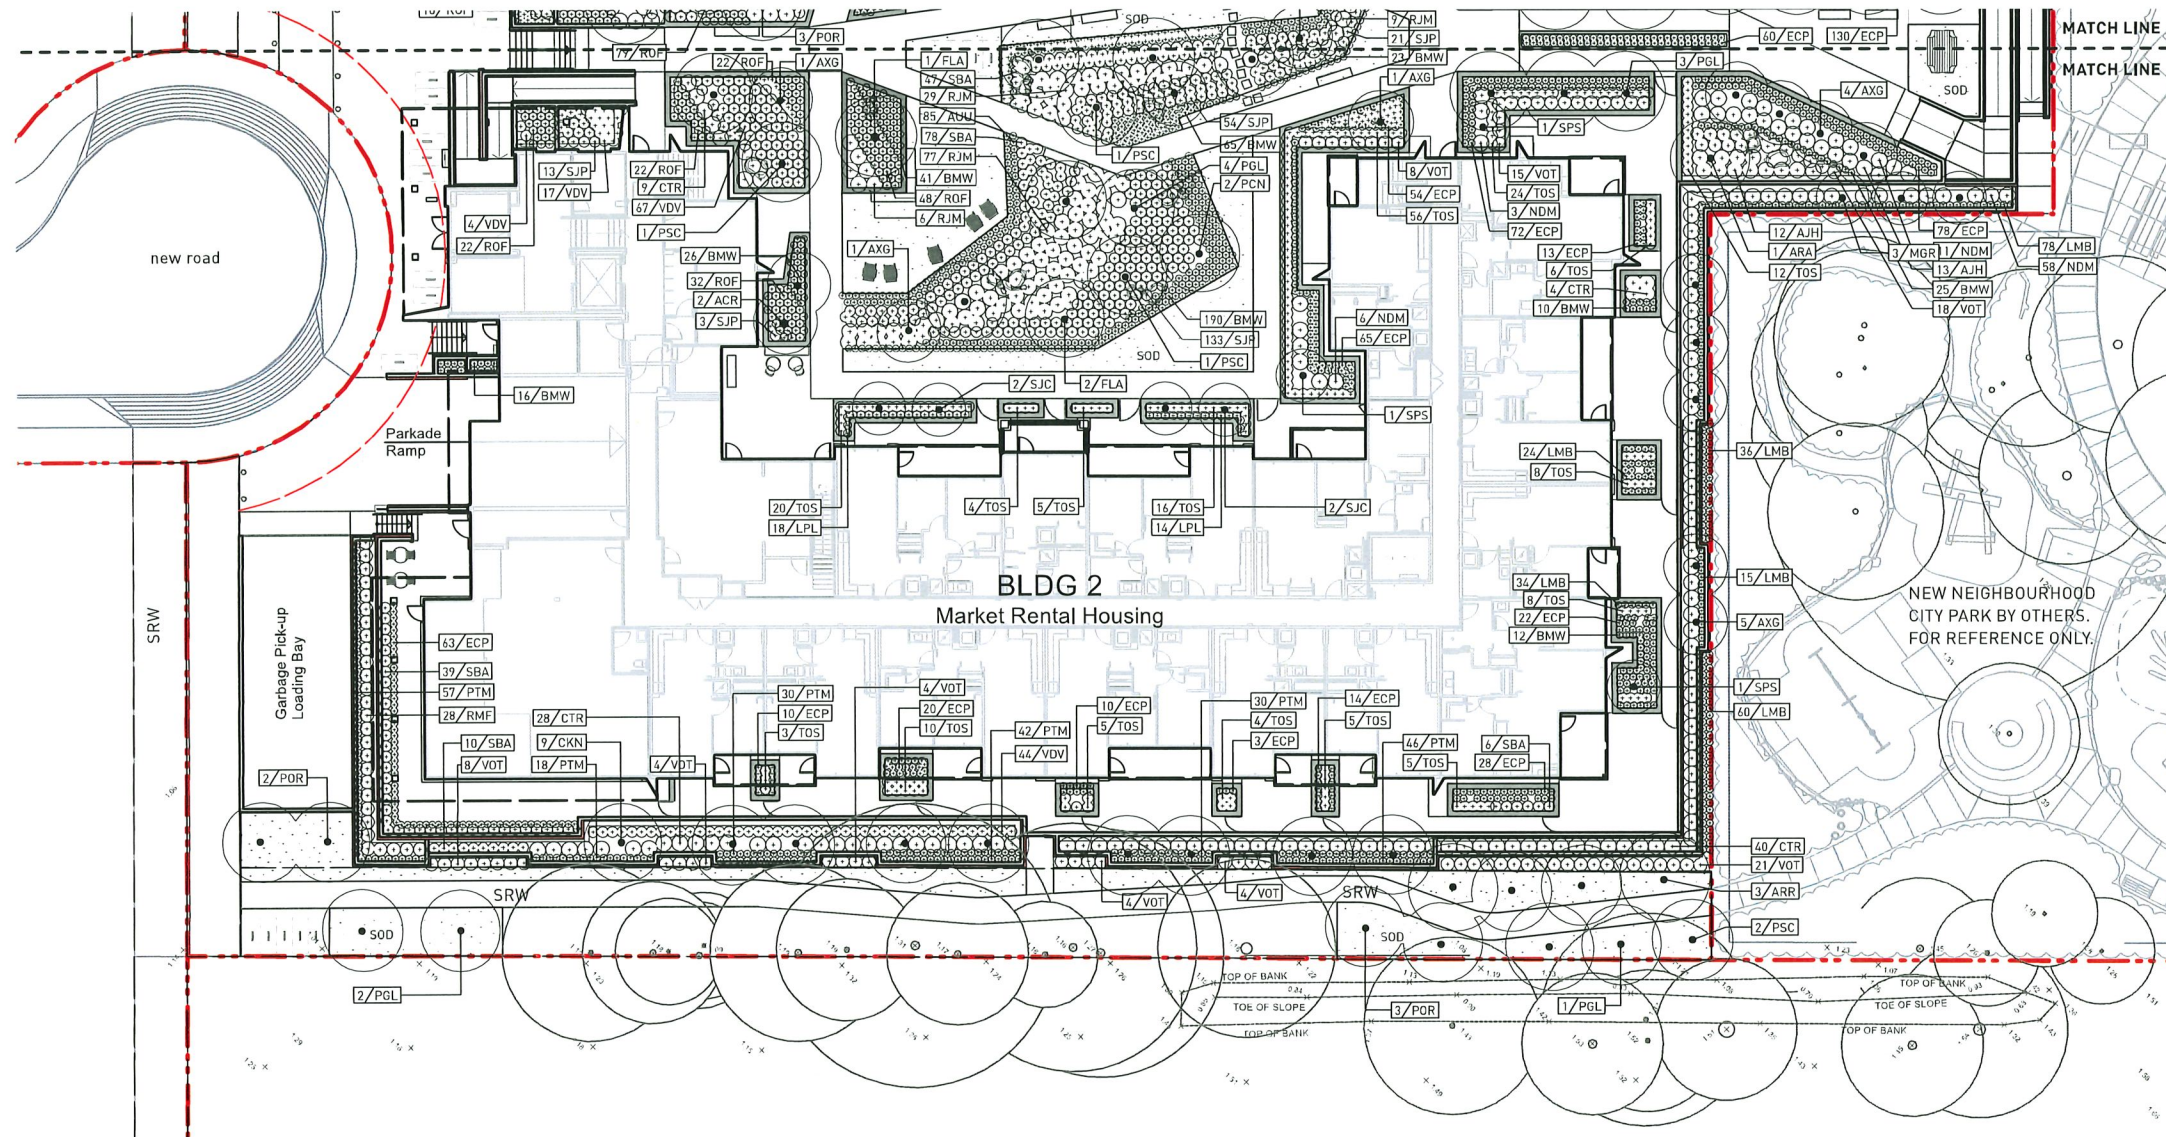 79/ROF
3/POR
SOD
9/RJM
21/SJP
23/BMW
60/ECP
130/ECP
MATCH LINE
MATCH LINE
22/ROF
1/AXG
1/FLA
47/SBA
29/RJM
85/AUU
78/SBA
77/RJM
41/BMW
48/ROF
6/RJM
1/AXG
3/PGL
4/AXG
SOD
54/SJP
65/BMW
4/PGL
2/PCN
1/PSC
1/SPS
13/SJP
17/VDV
22/ROF
9/CTR
67/VDV
1/PSC
4/VDV
22/ROF
8/VOT
54/ECP
56/TOS
15/VOT
24/TOS
3/NDM
72/ECP
new road
26/BMW
32/ROF
2/ACR
3/SJP
1/AXG
13/ECP
6/TOS
4/CTR
10/BMW
12/AJH
1/ARA
12/TOS
3/MGR
78/ECP
11/NDM
13/AJH
25/BMW
18/VOT
78/LMB
58/NDM
190/BMW
133/SJP
1/PSC
SOD
6/NDM
65/ECP
16/BMW
2/SJC
2/FLA
1/SPS
Parkade
Ramp
20/TOS
18/LPL
4/TOS
5/TOS
16/TOS
14/LPL
2/SJC
24/LMB
8/TOS
36/LMB
BLDG 2
Market Rental Housing
34/LMB
8/TOS
22/ECP
12/BMW
15/LMB
5/AXG
1/SPS
60/LMB
NEW NEIGHBOURHOOD
CITY PARK BY OTHERS.
FOR REFERENCE ONLY.
SRW
Garbage Pick-up
Loading Bay
63/ECP
39/SBA
57/PTM
28/RMF
10/SBA
8/VOT
28/CTR
9/CKN
18/PTM
4/VOT
30/PTM
10/ECP
3/TOS
4/VOT
20/ECP
10/TOS
42/PTM
44/VDV
10/ECP
5/TOS
30/PTM
4/TOS
3/ECP
14/ECP
5/TOS
46/PTM
5/TOS
6/SBA
28/ECP
2/POR
40/CTR
21/VOT
3/ARR
2/PSC
SRW
4/VOT
4/VOT
SRW
SOD
SOD
2/PGL
3/POR
1/PGL
TOP OF BANK
TOE OF SLOPE
TOP OF BANK
TOP OF BANK
TOE OF SLOPE
TOP OF BANK